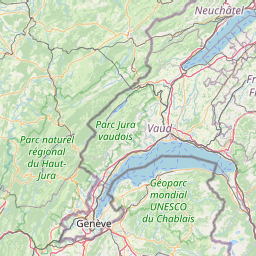 Neuchâtel
Parc Jura
vaudois
Vaud
Parc naturel
régional
du Haut-
Jura
Géoparc
mondial
UNESCO
du Chablais
Genève